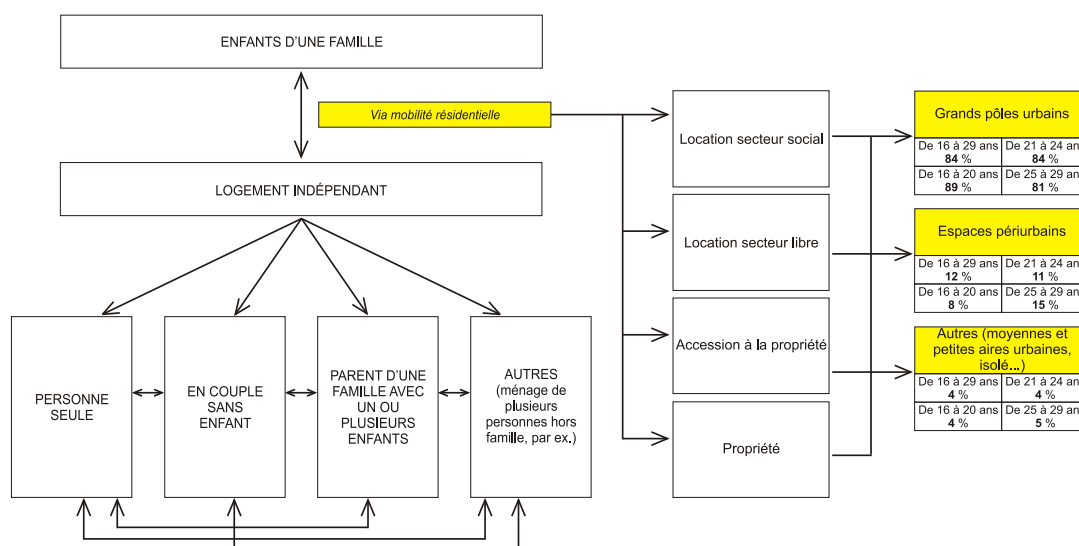 ENFANTS D'UNE FAMILLE
Via mobilité résidentielle
LOGEMENT INDÉPENDANT
PERSONNE
SEULE
EN COUPLE
SANS
ENFANT
PARENT D'UNE
FAMILLE AVEC
UN OU
PLUSIEURS
ENFANTS
AUTRES
(ménage de
plusieurs
personnes hors
famille, par ex.)
Location secteur social
Location secteur libre
Accession à la propriété
Propriété
Grands pôles urbains
De 16 à 29 ans De 21 à 24 an
84 % 84 %
De 16 à 20 ans De 25 à 29 an
89 % 81 %
Espaces périurbains
De 16 à 29 ans De 21 à 24 an
12 % 11 %
De 16 à 20 ans De 25 à 29 an
8 % 15 %
Autres (moyennes et
petites aires urbaines,
isolé...)
De 16 à 29 ans De 21 à 24 an
4 % 4 %
De 16 à 20 ans De 25 à 29 an
4 % 5 %